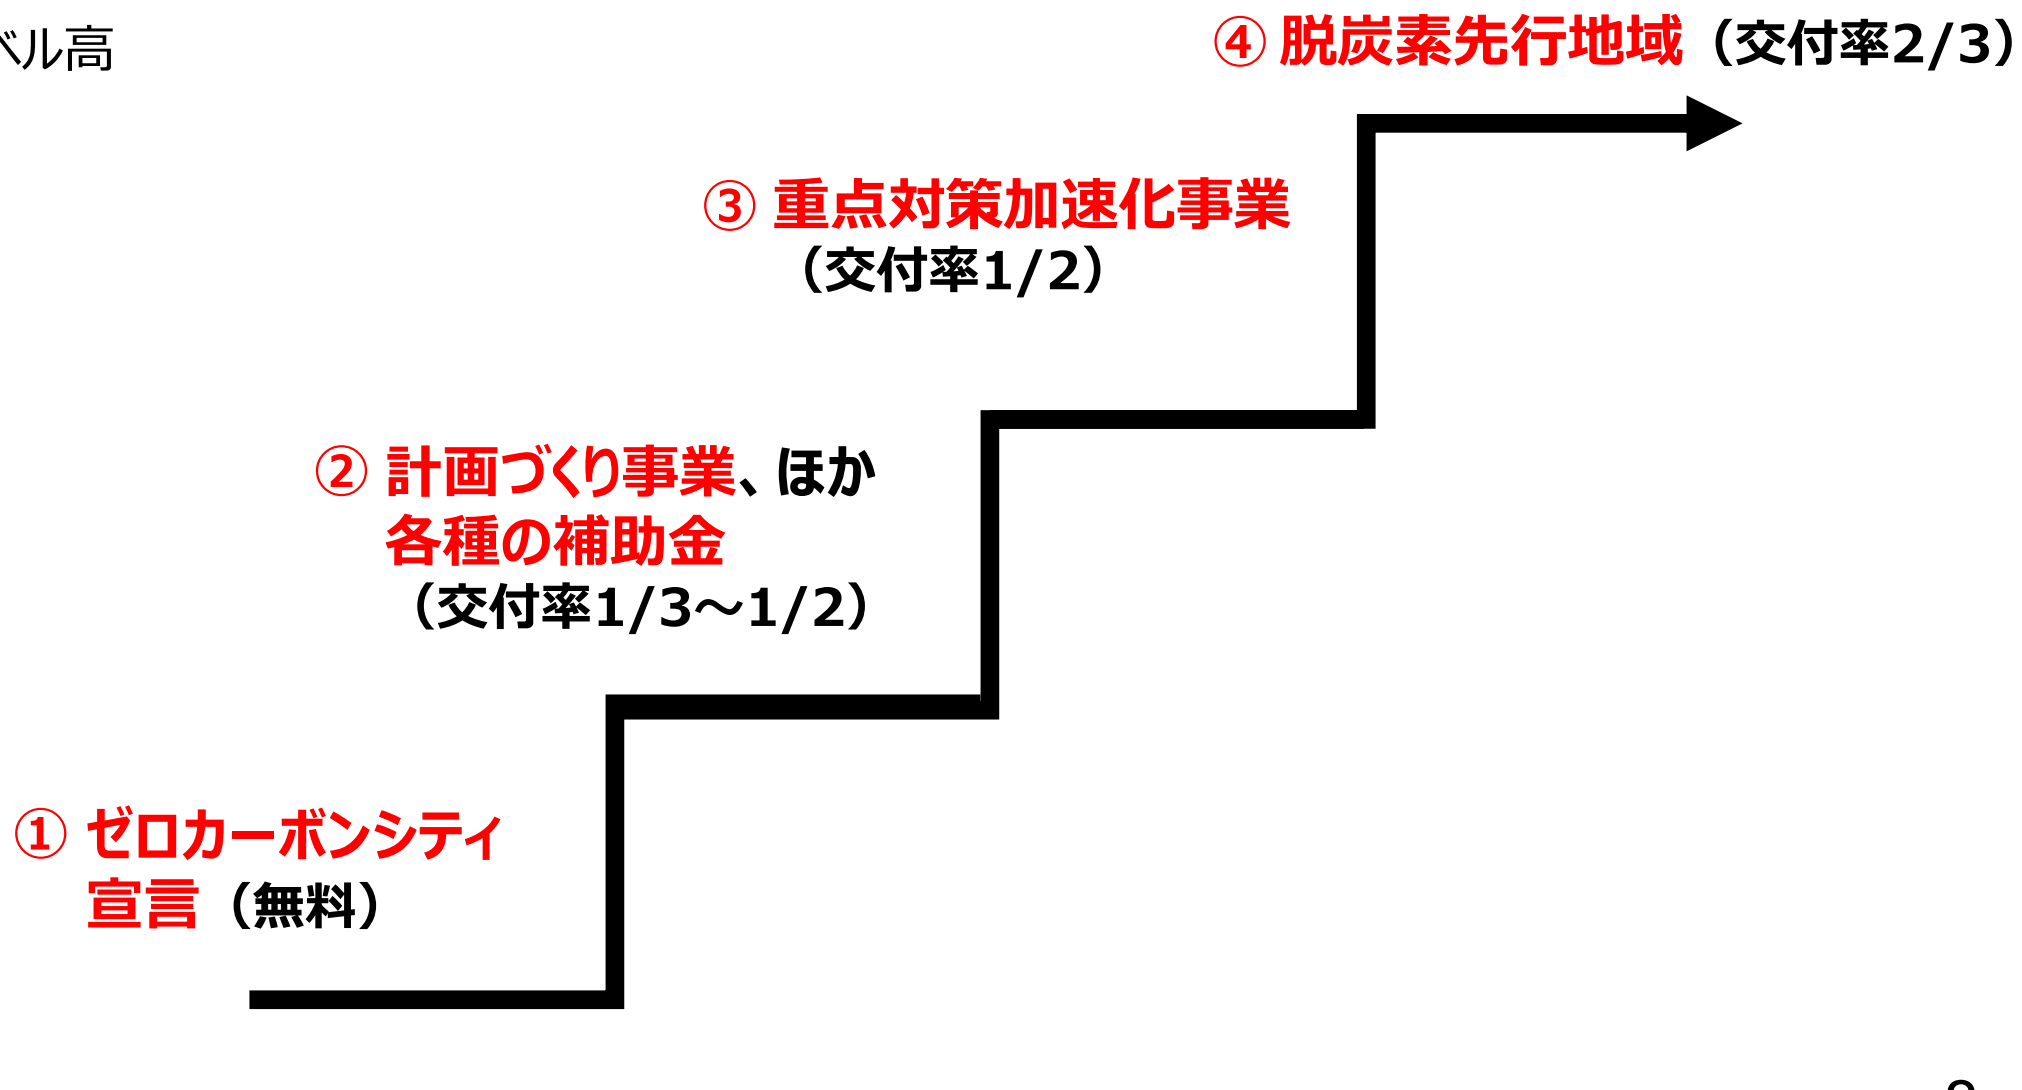 ベル高
④ 脱炭素先行地域（交付率2/3）
③ 重点対策加速化事業
（交付率1/2）
② 計画づくり事業、ほか
各種の補助金
（交付率1/3～1/2）
① ゼロカーボンシティ
宣言（無料）